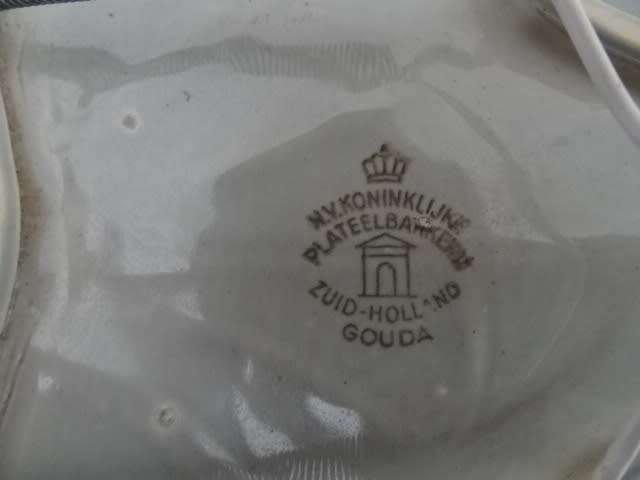 N.V. KONINKLIJKE
PLATEELBAKKERIJ
ZUID-HOLLAND
GOUDA